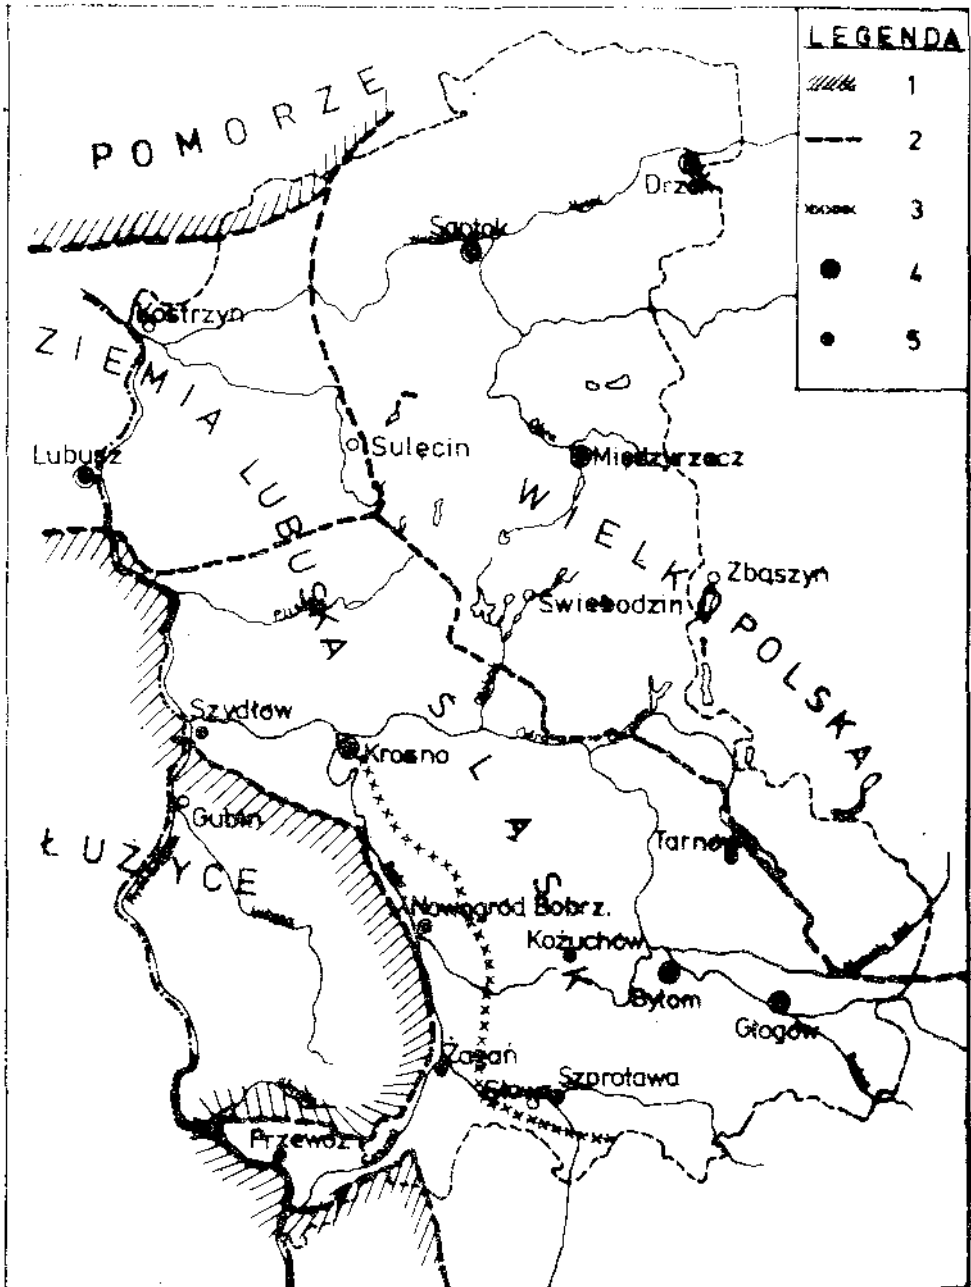 LEGENDA
1
2
3
4
5
POMORZE
Drzeń
Santok
Kostrzyn
ZIEMIA LUBUSKA
Lubusz
Sulęcin
Międzyrzecz
WIELKOPOLSKA
Zbąszyń
Świebodzin
Szydłów
Krosno
ŚLĄSK
Gubin
ŁUŻYCE
Tarnów
Nowogród Bobrz.
Kożuchów
Bytom
Głogów
Żagań
Szprotawa
Przewóz